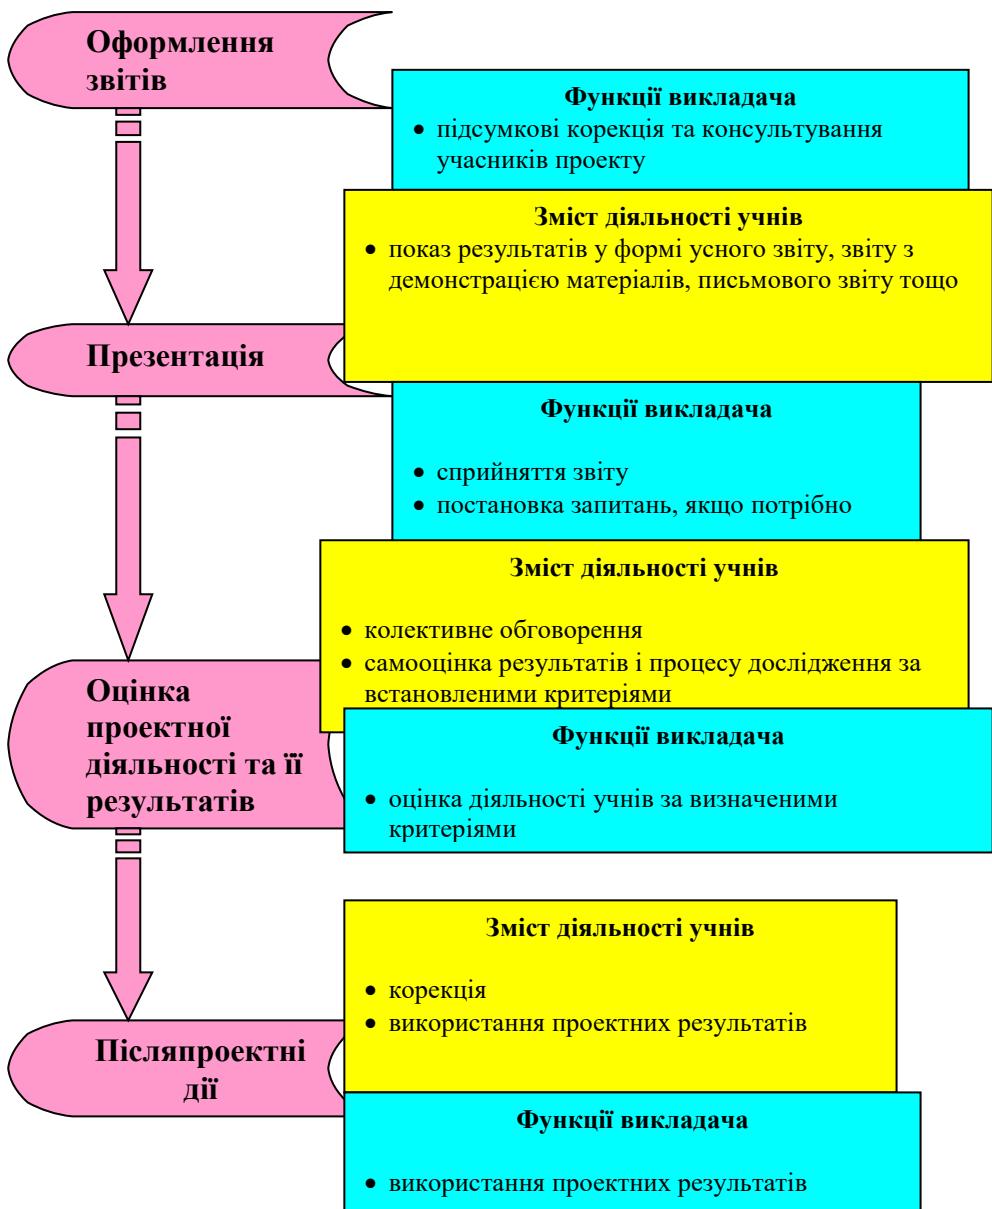 Оформлення
звітів
Функції викладача
• підсумкові корекція та консультування
учасників проекту
Зміст діяльності учнів
• показ результатів у формі усного звіту, звіту з
демонстрацією матеріалів, письмового звіту тощо
Презентація
Функції викладача
• сприйняття звіту
• постановка запитань, якщо потрібно
Зміст діяльності учнів
• колективне обговорення
• самооцінка результатів і процесу дослідження за
встановленими критеріями
Оцінка
проектної
діяльності та її
результатів
Функції викладача
• оцінка діяльності учнів за визначеними
критеріями
Зміст діяльності учнів
• корекція
• використання проектних результатів
Післяпроектні
дії
Функції викладача
• використання проектних результатів